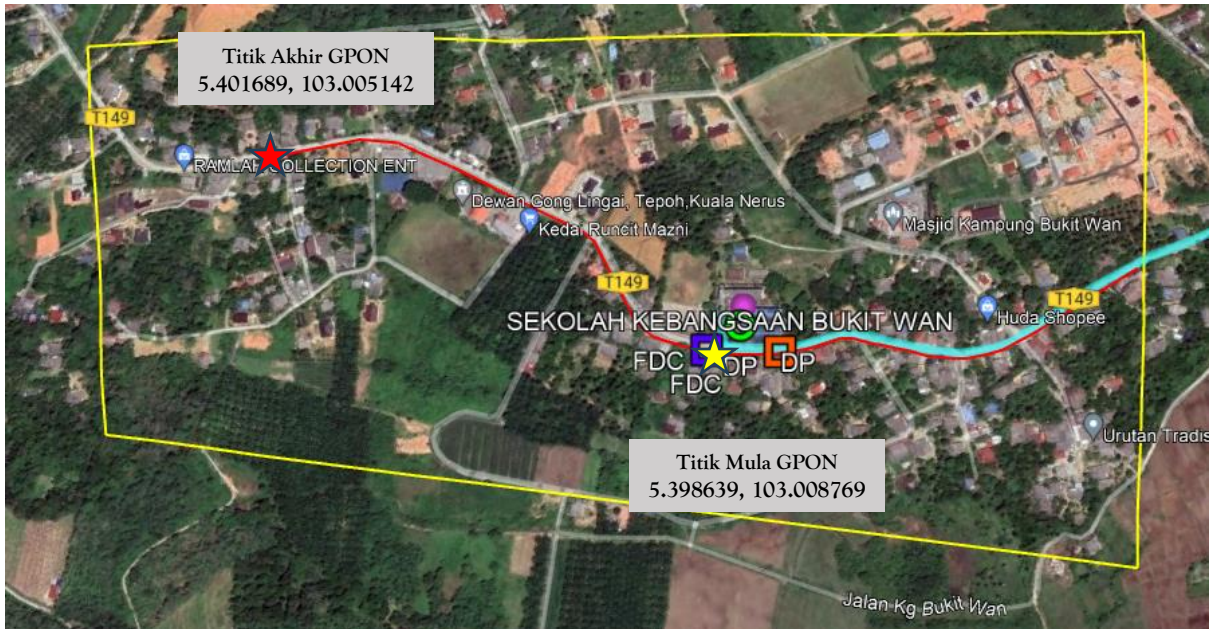 Titik Akhir GPON
5.401689, 103.005142
T149
RAMLAH COLLECTION ENT
Dewan Gong Lingai, Tepoh,Kuala Nerus
Kedai Runcit Mazni
Masjid Kampung Bukit Wan
T149
T149
Huda Shopee
SEKOLAH KEBANGSAAN BUKIT WAN
FDC
DP
DP
FDC
Urutan Tradis
Titik Mula GPON
5.398639, 103.008769
Jalan Kg Bukit Wan